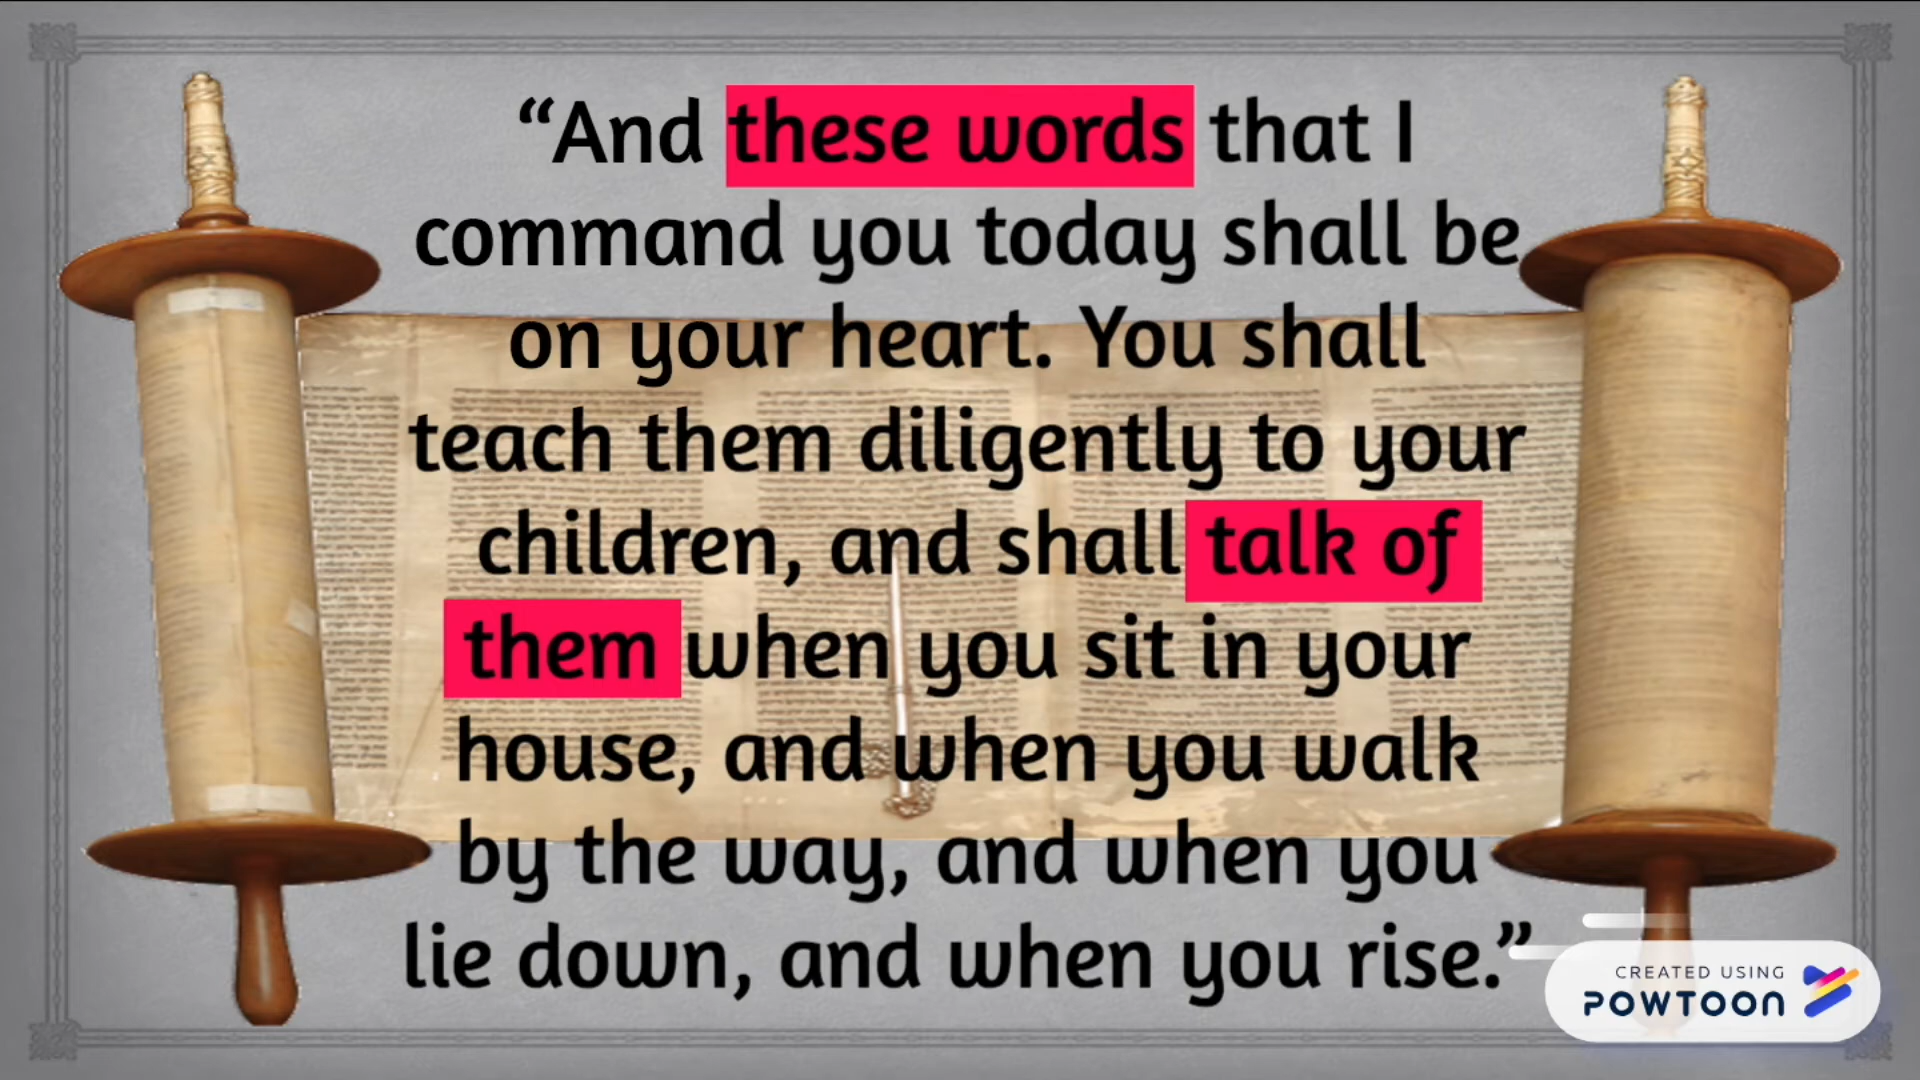 “And these words that I
command you today shall be
on your heart. You shall
teach them diligently to your
children, and shall talk of
them when you sit in your
house, and when you walk
by the way, and when you
lie down, and when you rise.”
CREATED USING
POWTOON